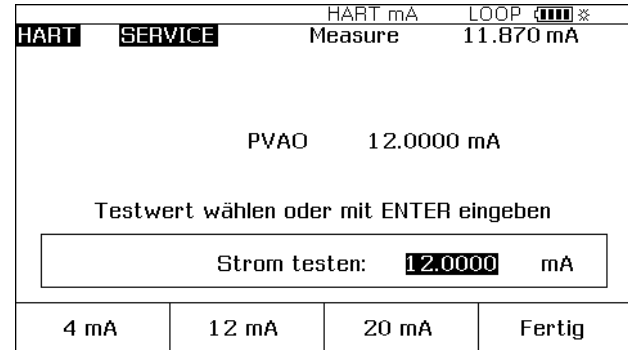 HART mA LOOP
HART SERVICE Measure 11.870 mA
PVAO 12.0000 mA
Testwert wählen oder mit ENTER eingeben
Strom testen: 12.0000 mA
4 mA 12 mA 20 mA Fertig